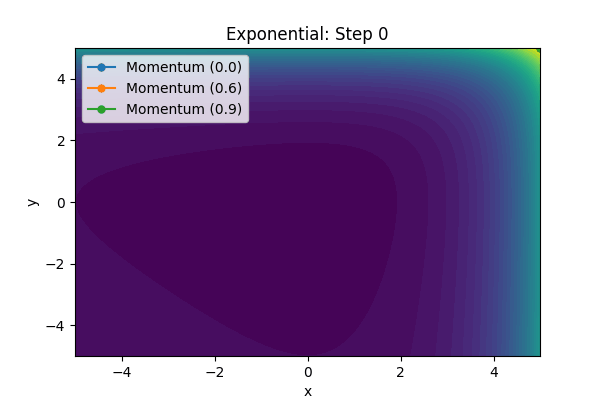 Exponential: Step 0
Momentum (0.0)
Momentum (0.6)
Momentum (0.9)
4
2
0
−2
−4
y
−4 −2 0 2 4
x